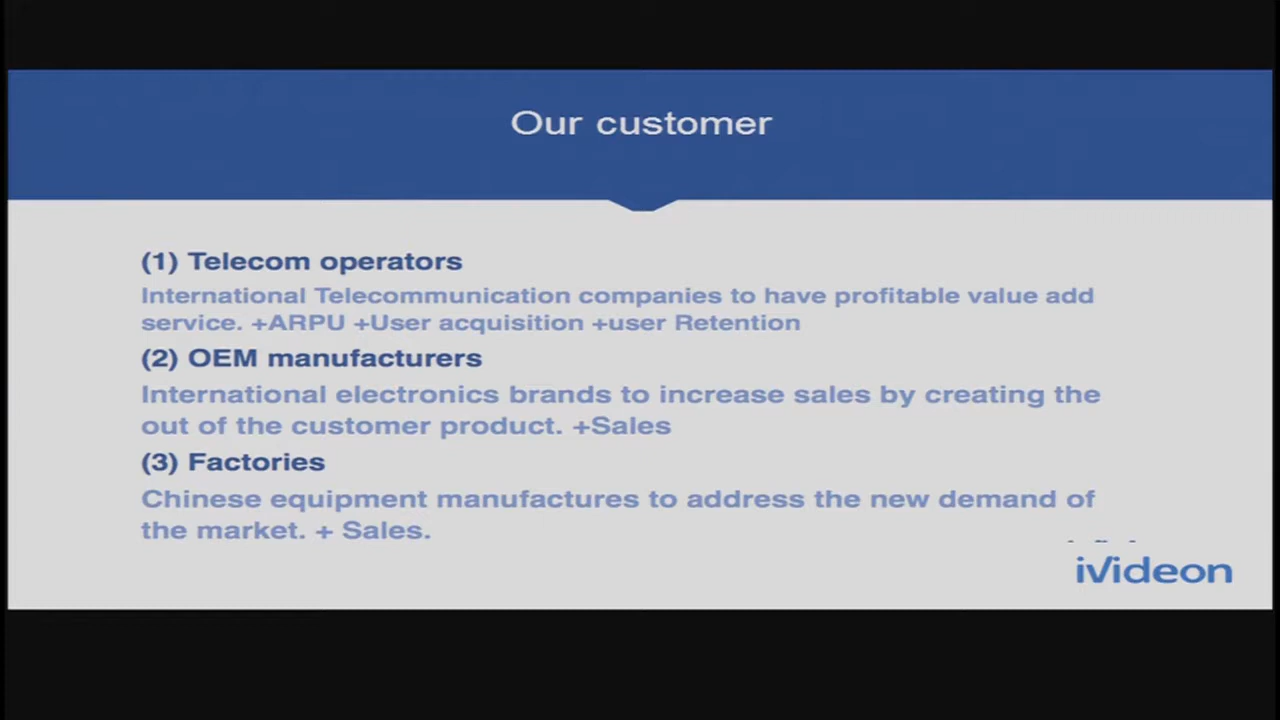 Our customer
(1) Telecom operators
International Telecommunication companies to have profitable value add
service. +ARPU +User acquisition +user Retention
(2) OEM manufacturers
International electronics brands to increase sales by creating the
out of the customer product. +Sales
(3) Factories
Chinese equipment manufactures to address the new demand of
the market. + Sales.
iVideon